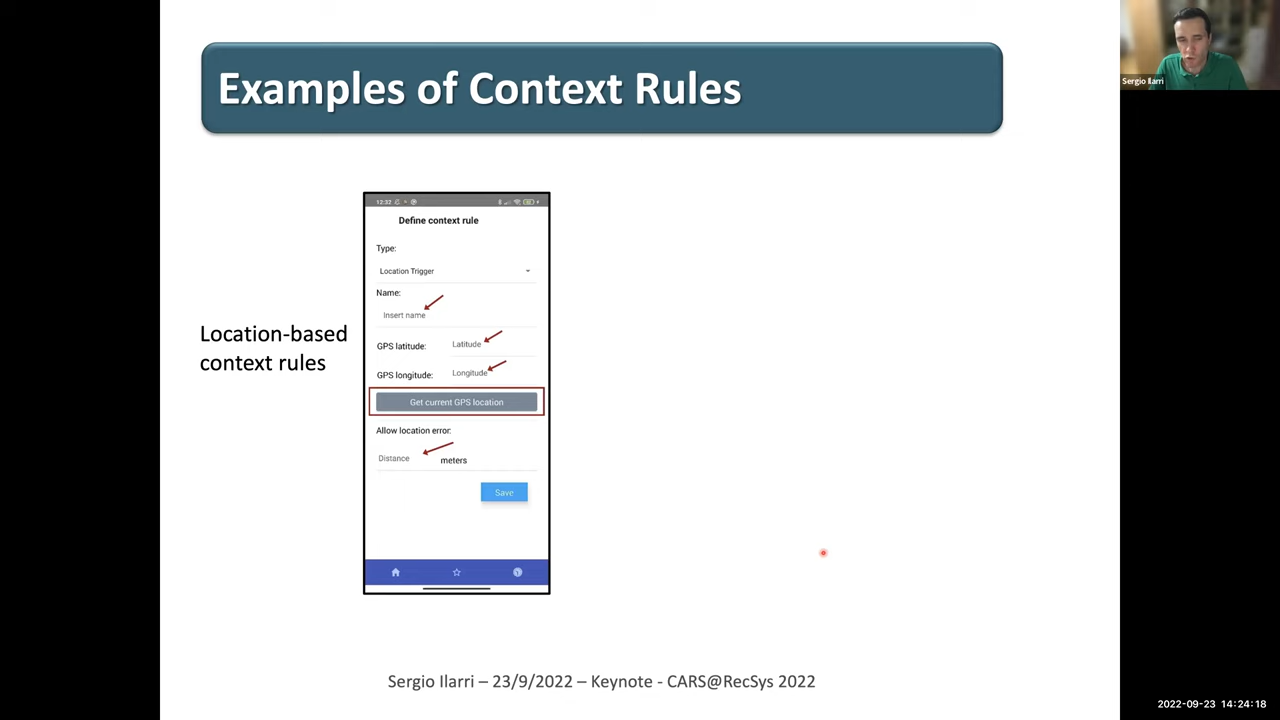 Examples of Context Rules
Sergio Ilarri
12:32
Define context rule
Type:
Location Trigger
Name:
Insert name
GPS latitude:
Latitude
GPS longitude:
Longitude
Get current GPS location
Allow location error:
Distance
meters
Save
Location-based
context rules
Sergio Ilarri – 23/9/2022 – Keynote - CARS@RecSys 2022
2022-09-23 14:24:18